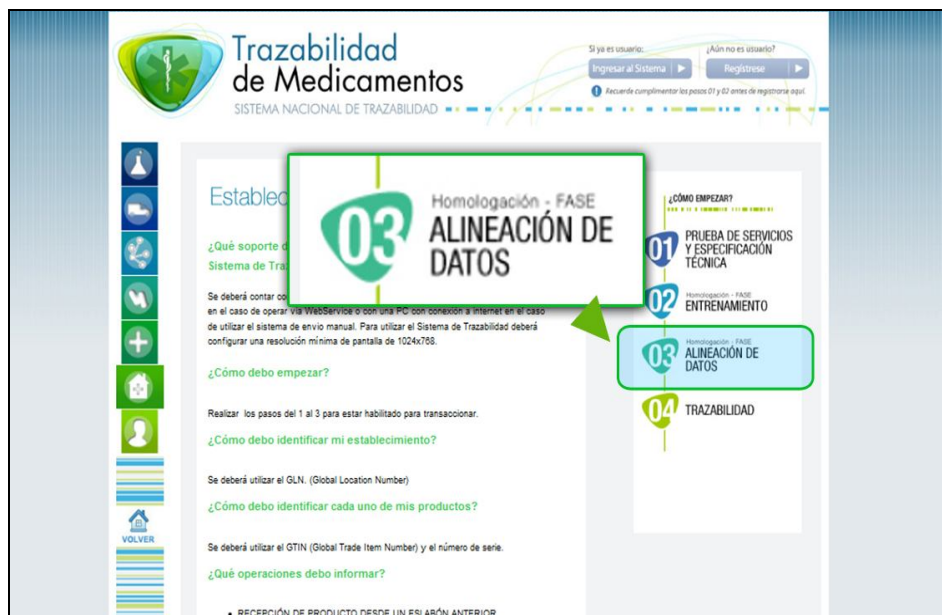 Trazabilidad
de Medicamentos
SISTEMA NACIONAL DE TRAZABILIDAD
Si ya es usuario:
Ingresar al Sistema
¿Aún no es usuario?
Regístrese
Recuerde cumplimentar los pasos 01 y 02 antes de registrarse aquí.
VOLVER
Establec
¿Qué soporte d
Sistema de Tra
Se deberá contar co
en el caso de operar vía WebService o con una PC con conexión a internet en el caso
de utilizar el sistema de envío manual. Para utilizar el Sistema de Trazabilidad deberá
configurar una resolución mínima de pantalla de 1024x768.
¿Cómo debo empezar?
Realizar los pasos del 1 al 3 para estar habilitado para transaccionar.
¿Cómo debo identificar mi establecimiento?
Se deberá utilizar el GLN. (Global Location Number)
¿Cómo debo identificar cada uno de mis productos?
Se deberá utilizar el GTIN (Global Trade Item Number) y el número de serie.
¿Qué operaciones debo informar?
• RECEPCIÓN DE PRODUCTO DESDE UN ESLABÓN ANTERIOR
03
Homologación - FASE
ALINEACIÓN DE
DATOS
¿CÓMO EMPEZAR?
01
PRUEBA DE SERVICIOS
Y ESPECIFICACIÓN
TÉCNICA
02
Homologación - FASE
ENTRENAMIENTO
03
Homologación - FASE
ALINEACIÓN DE
DATOS
04
TRAZABILIDAD